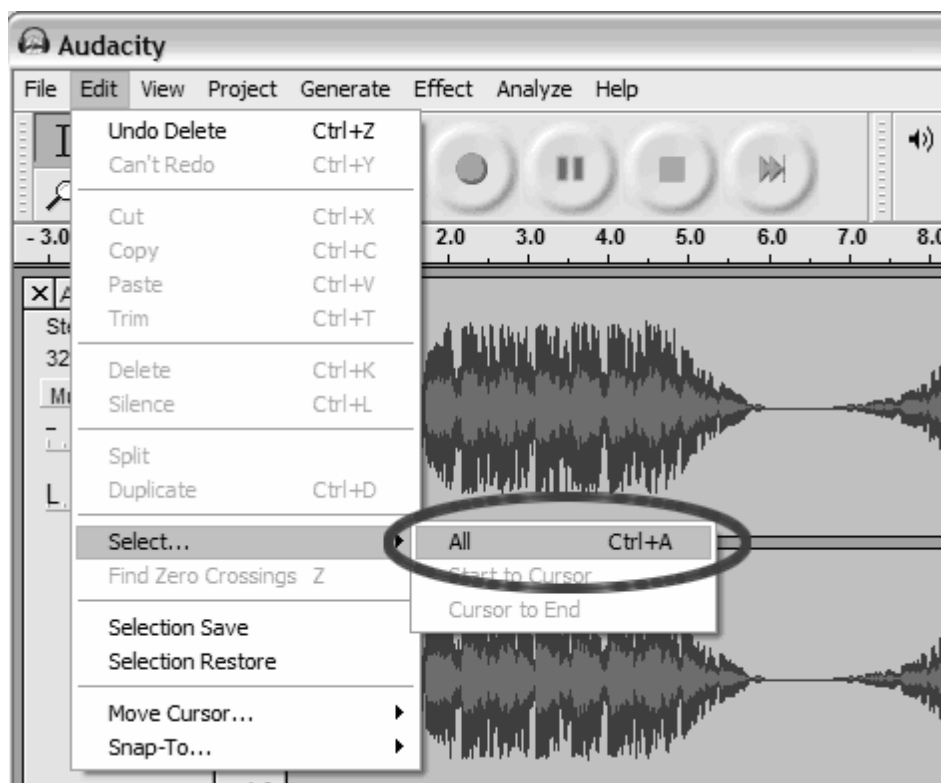 Audacity
File Edit View Project Generate Effect Analyze Help
Undo Delete Ctrl+Z
Can't Redo Ctrl+Y
Cut Ctrl+X
- 3.0 2.0 3.0 4.0 5.0 6.0 7.0 8.0
Copy Ctrl+C
Paste Ctrl+V
Trim Ctrl+T
Delete Ctrl+K
Silence Ctrl+L
Split
Duplicate Ctrl+D
Select... All Ctrl+A
Find Zero Crossings Z Start to Cursor
Cursor to End
Selection Save
Selection Restore
Move Cursor...
Snap-To...